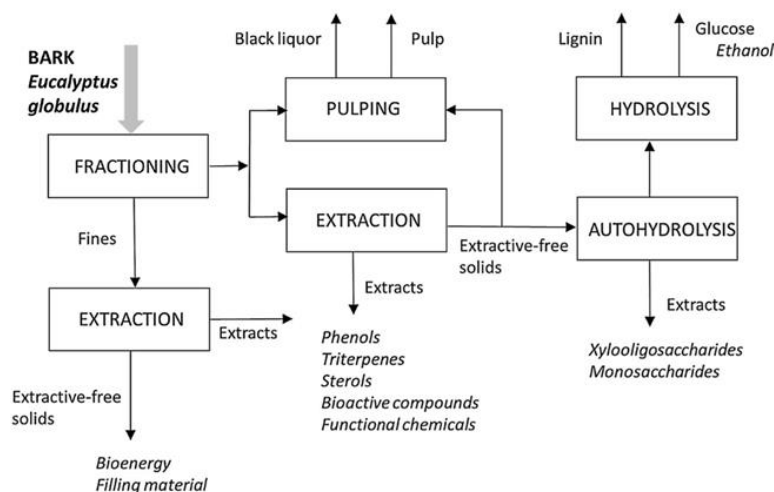 Black liquor
Pulp
Lignin
Glucose
Ethanol
BARK
Eucalyptus
globulus
PULPING
HYDROLYSIS
FRACTIONING
EXTRACTION
AUTOHYDROLYSIS
Fines
Extractive-free
solids
Extracts
Extracts
EXTRACTION
Extracts
Phenols
Triterpenes
Sterols
Bioactive compounds
Functional chemicals
Xylooligosaccharides
Monosaccharides
Extractive-free
solids
Bioenergy
Filling material